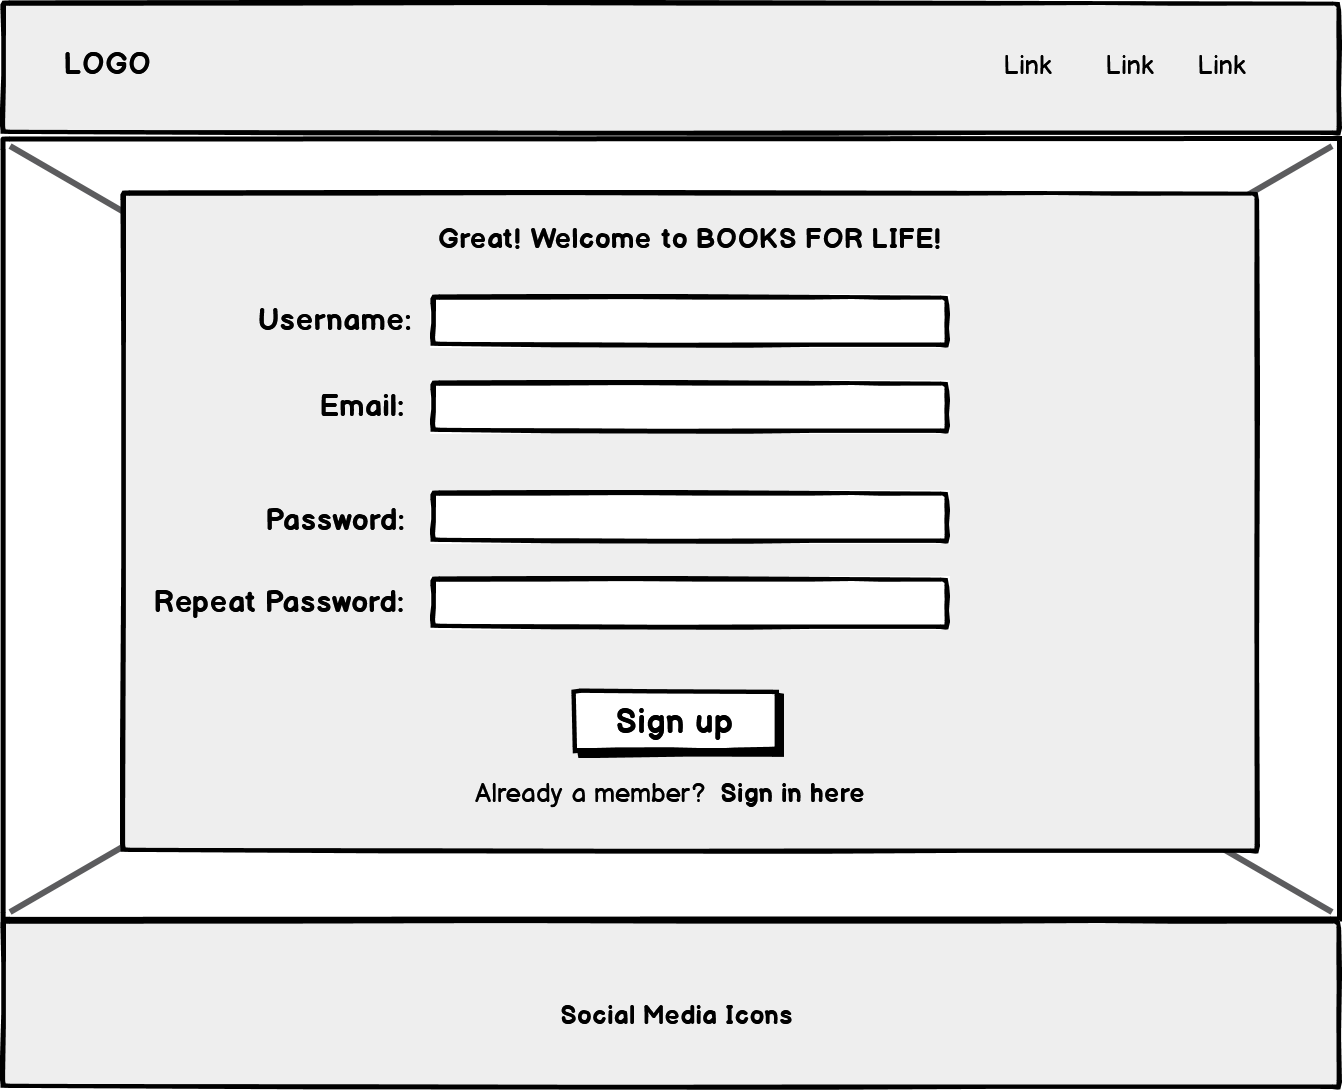 LOGO
Link Link Link
Great! Welcome to BOOKS FOR LIFE!
Username:
Email:
Password:
Repeat Password:
Sign up
Already a member? Sign in here
Social Media Icons